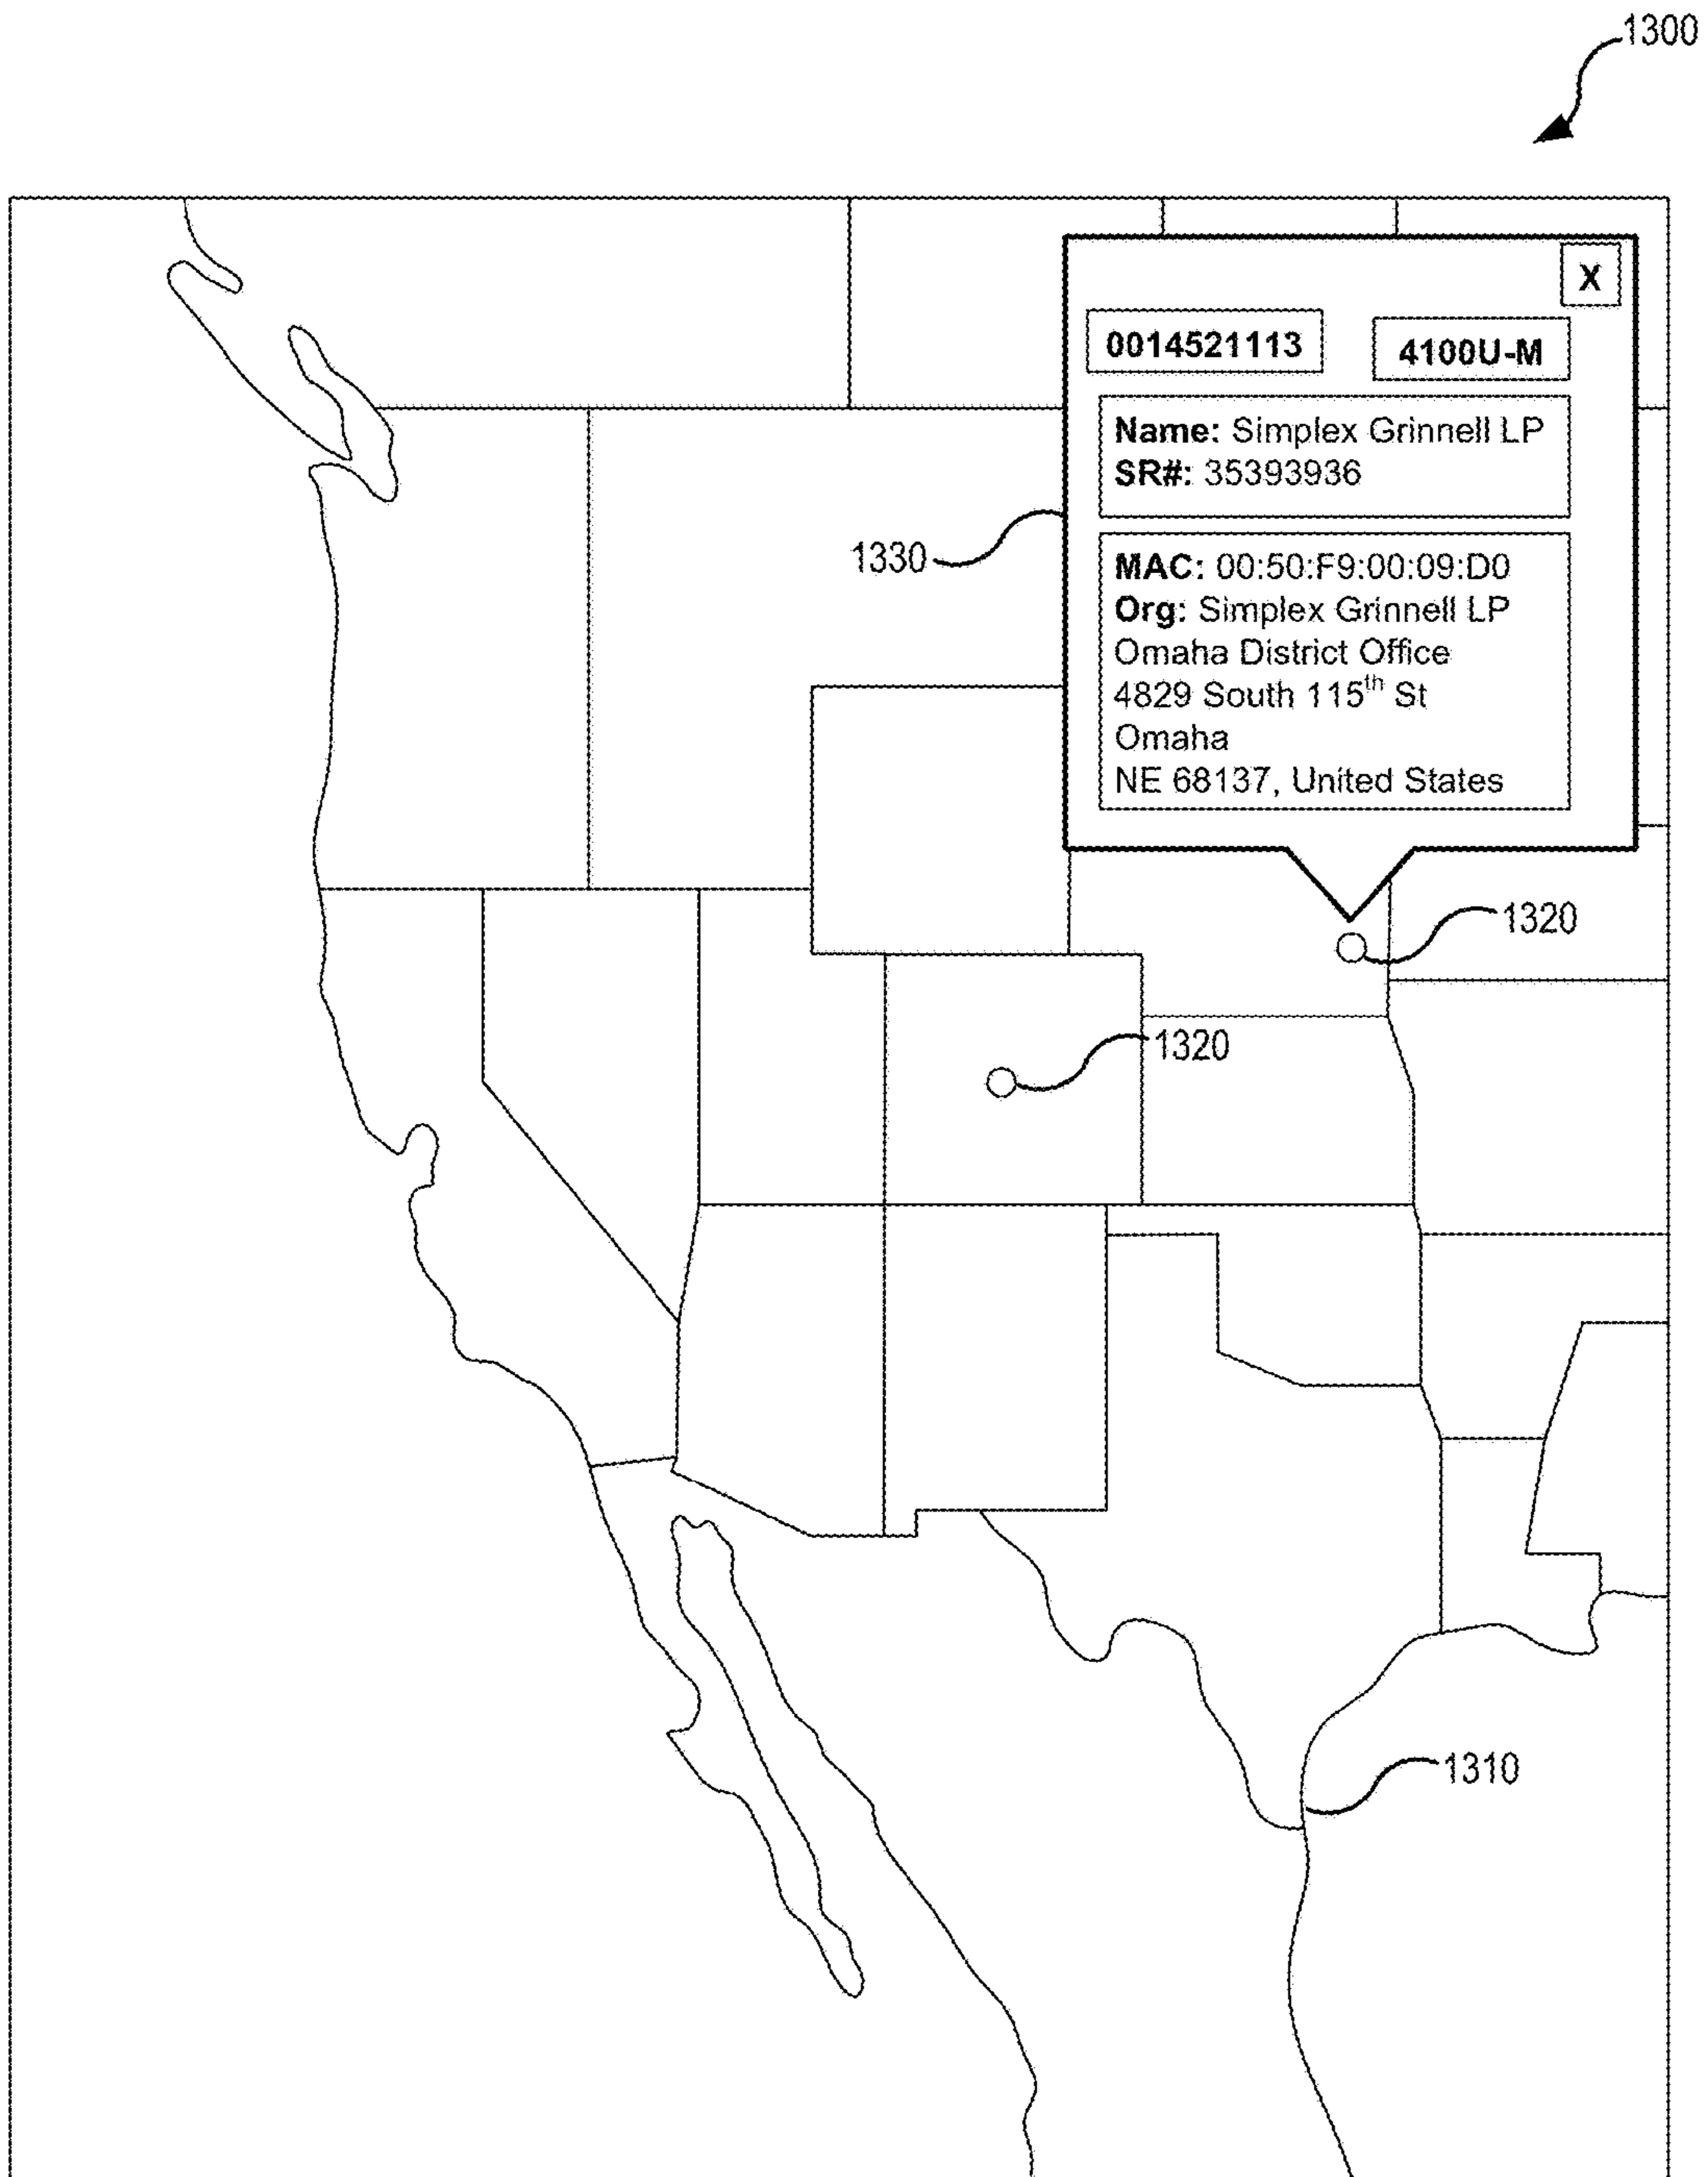 1300
X
0014521113
4100U-M
Name: Simplex Grinnell LP
SR#: 35393936
1330
MAC: 00:50:F9:00:09:D0
Org: Simplex Grinnell LP
Omaha District Office
4829 South 115th St
Omaha
NE 68137, United States
1320
1320
1310